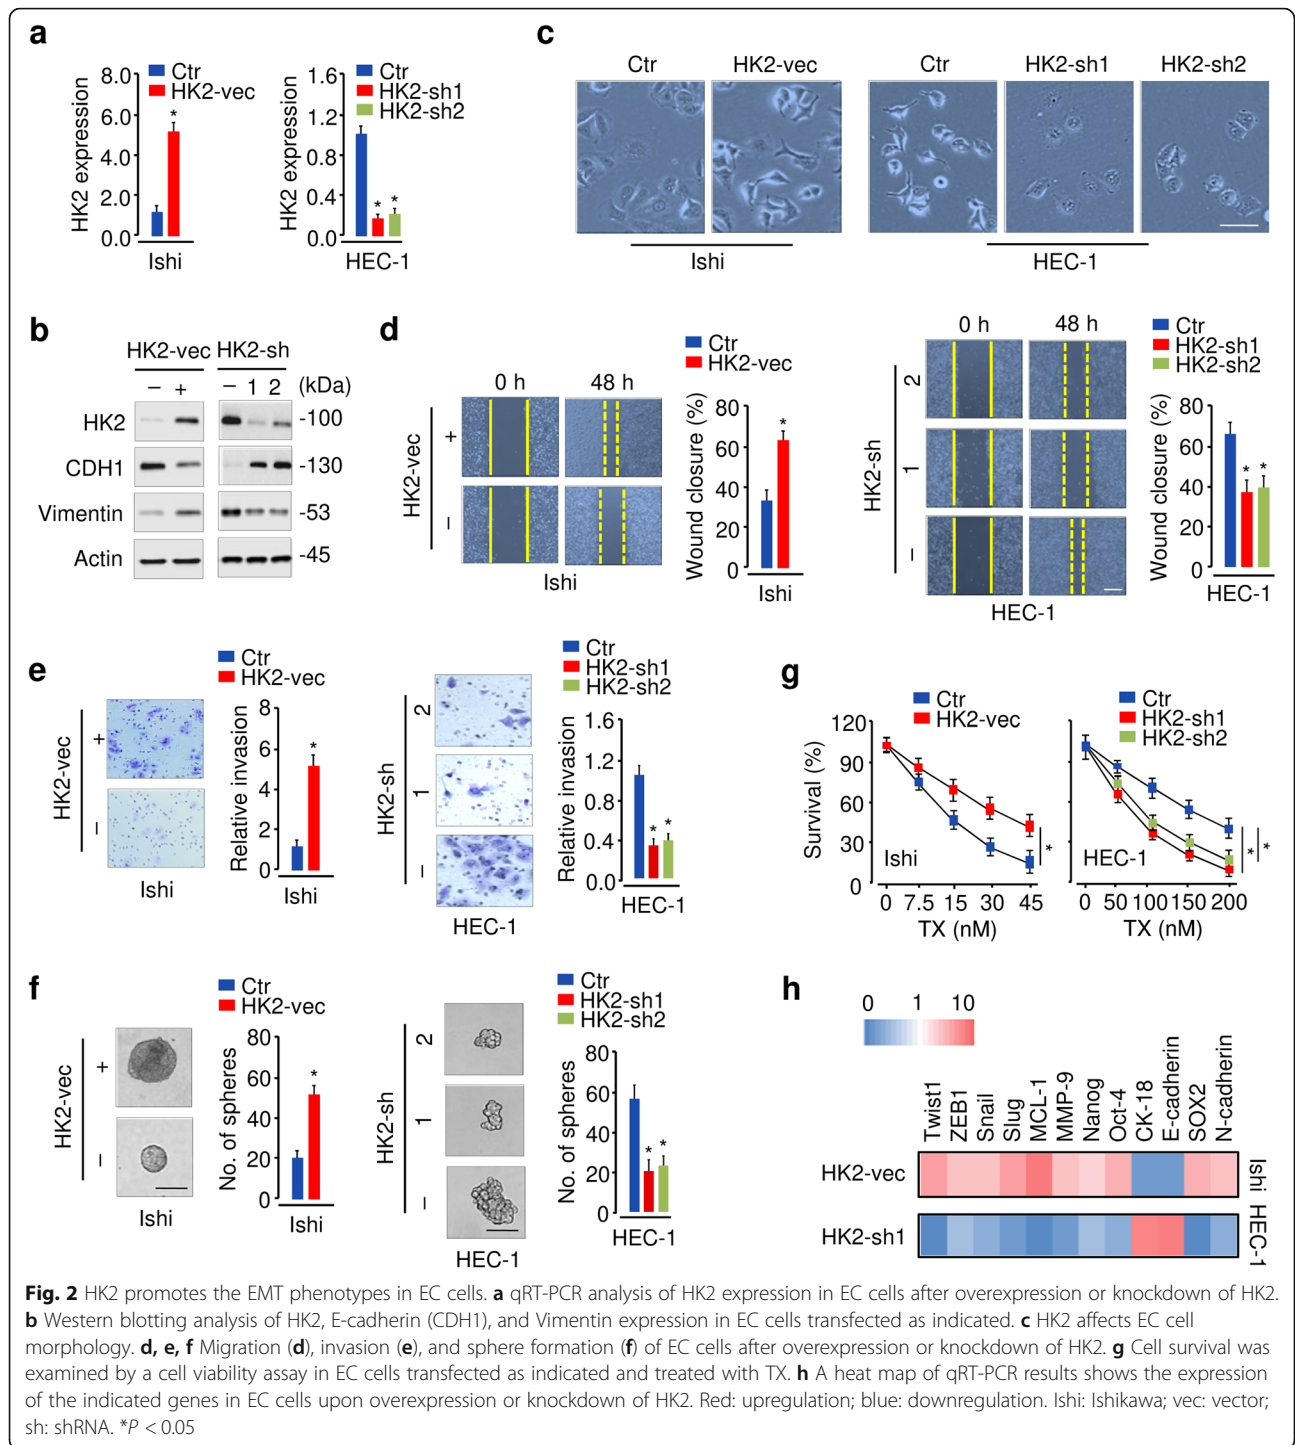 a
Ctr
HK2-vec
HK2 expression
8.0
6.0
4.0
2.0
0.0
*
Ishi
Ctr
HK2-sh1
HK2-sh2
HK2 expression
1.6
1.2
0.8
0.4
0.0
* *
HEC-1
c
Ctr HK2-vec
Ishi
Ctr HK2-sh1 HK2-sh2
HEC-1
b
HK2-vec HK2-sh
– + – 1 2 (kDa)
HK2 -100
CDH1 -130
Vimentin -53
Actin -45
d
0 h 48 h
HK2-vec
+
–
Ishi
Ctr
HK2-vec
Wound closure (%)
80
60
40
20
0
*
Ishi
0 h 48 h
HK2-sh
2
1
–
HEC-1
Ctr
HK2-sh1
HK2-sh2
Wound closure (%)
80
60
40
20
0
* *
HEC-1
e
HK2-vec
+
–
Ishi
Ctr
HK2-vec
Relative invasion
8
6
4
2
0
*
Ishi
HK2-sh
2
1
–
HEC-1
Ctr
HK2-sh1
HK2-sh2
Relative invasion
1.6
1.2
0.8
0.4
0.0
* *
HEC-1
g
Ctr
HK2-vec
Survival (%)
120
90
60
30
0
Ishi
*
0 7.5 15 30 45
TX (nM)
Ctr
HK2-sh1
HK2-sh2
HEC-1
* *
0 50 100 150 200
TX (nM)
f
HK2-vec
+
–
Ishi
Ctr
HK2-vec
No. of spheres
80
60
40
20
0
*
Ishi
HK2-sh
2
1
–
HEC-1
Ctr
HK2-sh1
HK2-sh2
No. of spheres
80
60
40
20
0
* *
HEC-1
h
0 1 10
Twist1
ZEB1
Snail
Slug
MCL-1
MMP-9
Nanog
Oct-4
CK-18
E-cadherin
SOX2
N-cadherin
HK2-vec
Ishi
HK2-sh1
HEC-1
Fig. 2 HK2 promotes the EMT phenotypes in EC cells. a qRT-PCR analysis of HK2 expression in EC cells after overexpression or knockdown of HK2.
b Western blotting analysis of HK2, E-cadherin (CDH1), and Vimentin expression in EC cells transfected as indicated. c HK2 affects EC cell
morphology. d, e, f Migration (d), invasion (e), and sphere formation (f) of EC cells after overexpression or knockdown of HK2. g Cell survival was
examined by a cell viability assay in EC cells transfected as indicated and treated with TX. h A heat map of qRT-PCR results shows the expression
of the indicated genes in EC cells upon overexpression or knockdown of HK2. Red: upregulation; blue: downregulation. Ishi: Ishikawa; vec: vector;
sh: shRNA. *P < 0.05